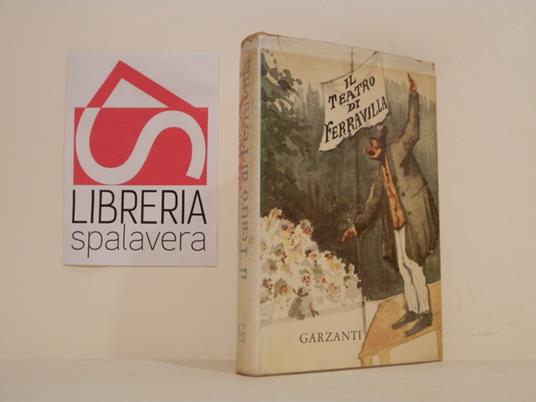 LIBRERIA
spalavera
il Teatro di Ferravilla
IL
TEATRO
DI
FERRAVILLA
GARZANTI